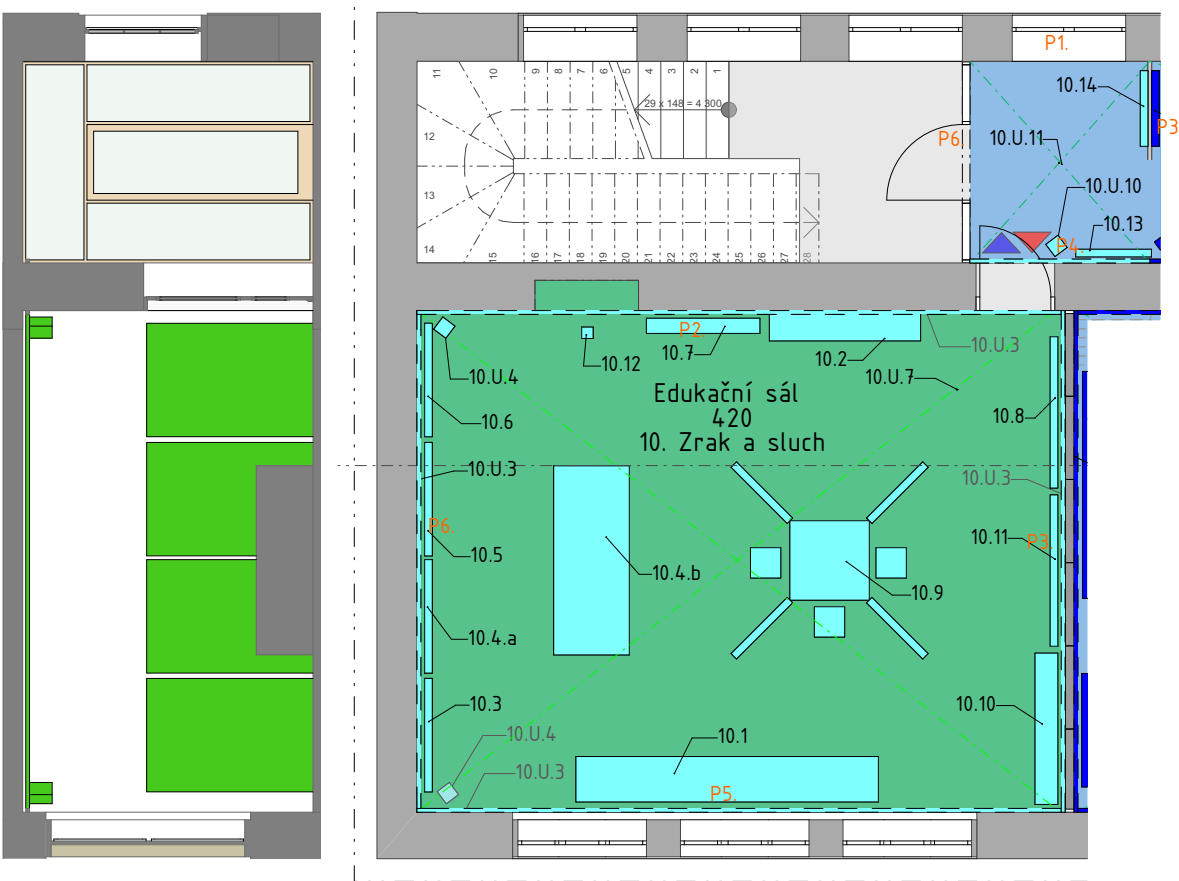 P1.
11
10
9
8
7
6
5
4
3
2
1
29 x 148 = 4 300
10.14
P3
12
P6.
10.U.11
10.U.10
13
10.13
14
P4.
15
16
17
18
19
20
21
22
23
24
25
26
27
28
P2.
10.7
10.2
10.U.3
10.12
10.U.4
10.U.7
Edukační sál
420
10. Zrak a sluch
10.6
10.8
10.U.3
10.U.3
P6.
10.5
10.11
P3.
10.4.b
10.9
10.4.a
10.3
10.10
10.U.4
10.1
10.U.3
P5.